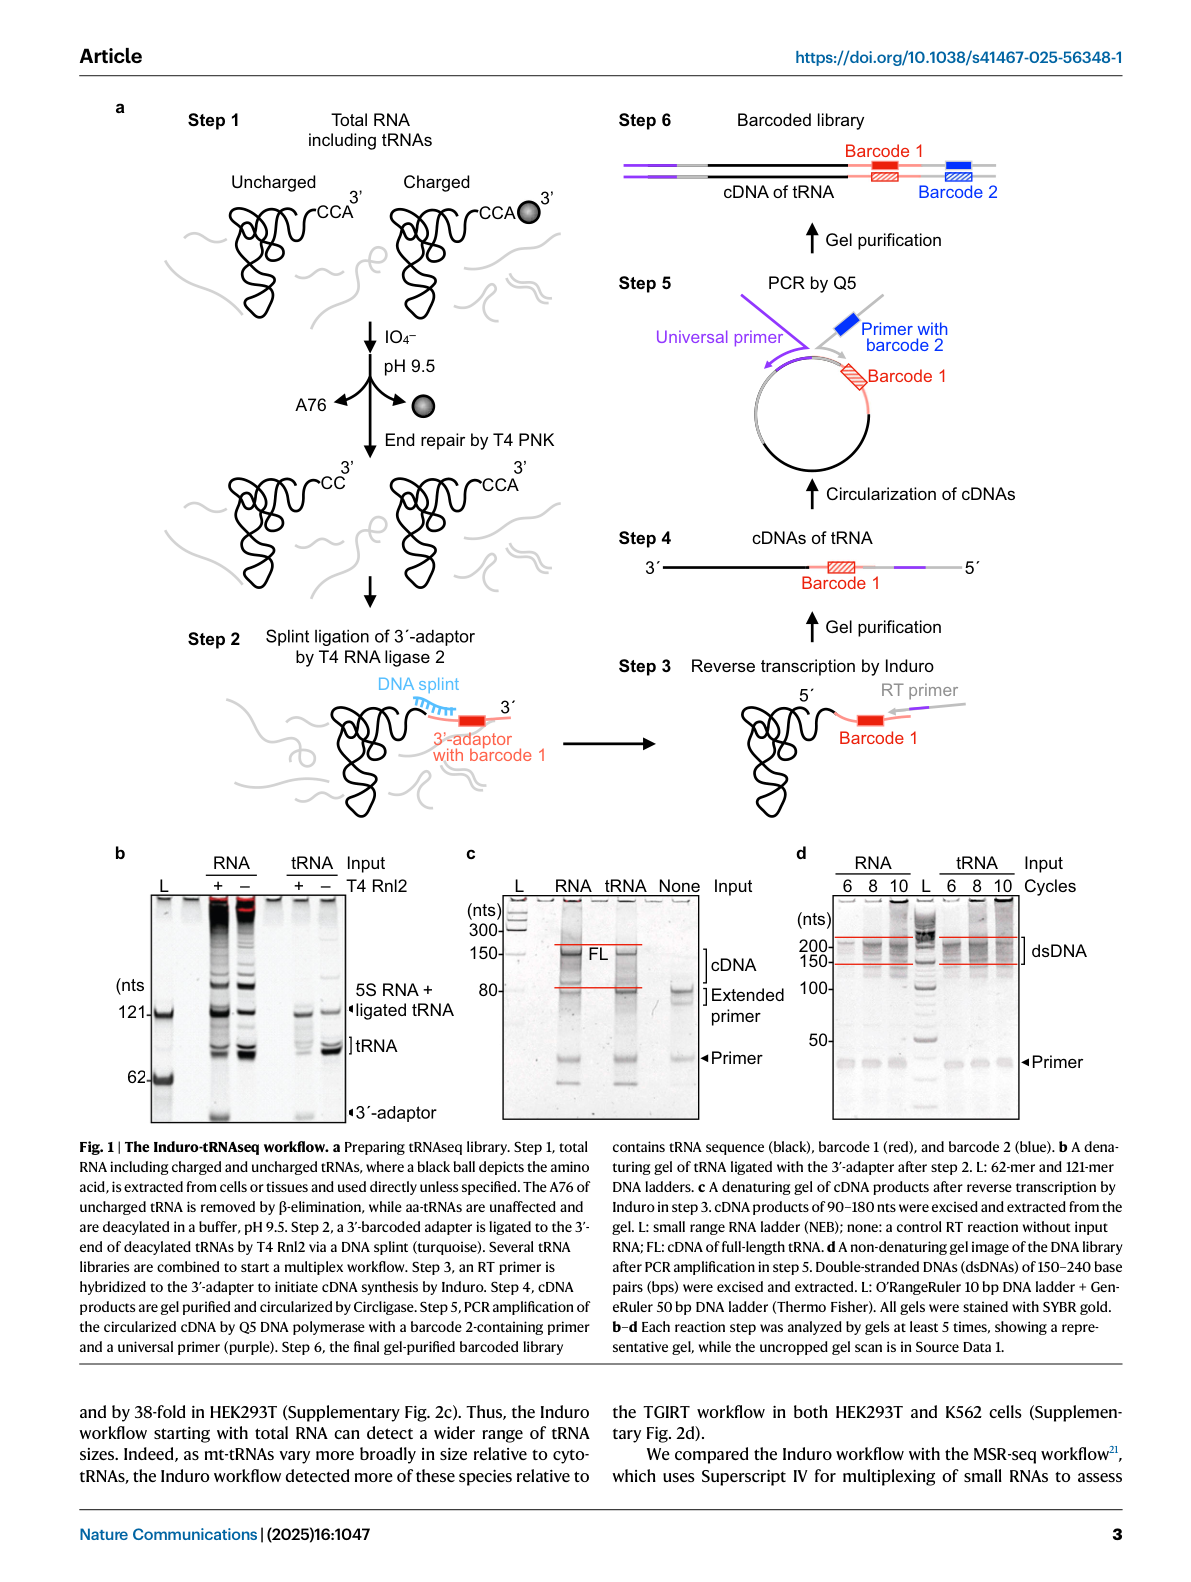 Article
https://doi.org/10.1038/s41467-025-56348-1
a
Step 1
Total RNA
including tRNAs
Uncharged
Charged
CCA
3’
CCA
3’
IO₄⁻
pH 9.5
A76
End repair by T4 PNK
CC
3’
CCA
3’
Step 2
Splint ligation of 3´-adaptor
by T4 RNA ligase 2
DNA splint
3´
3’-adaptor
with barcode 1
Step 6
Barcoded library
Barcode 1
cDNA of tRNA
Barcode 2
Gel purification
Step 5
PCR by Q5
Universal primer
Primer with
barcode 2
Barcode 1
Circularization of cDNAs
Step 4
cDNAs of tRNA
3´
5´
Barcode 1
Gel purification
Step 3
Reverse transcription by Induro
5´
RT primer
Barcode 1
b
RNA
tRNA
Input
L
+
–
+
–
T4 Rnl2
(nts
121
62
5S RNA +
ligated tRNA
tRNA
3´-adaptor
c
L
RNA
tRNA
None
Input
(nts)
300
150
80
FL
cDNA
Extended
primer
Primer
d
RNA
tRNA
Input
6
8
10
L
6
8
10
Cycles
(nts)
200
150
100
50
dsDNA
Primer
Fig. 1 | The Induro-tRNAseq workflow. a Preparing tRNAseq library. Step 1, total
RNA including charged and uncharged tRNAs, where a black ball depicts the amino
acid, is extracted from cells or tissues and used directly unless specified. The A76 of
uncharged tRNA is removed by β-elimination, while aa-tRNAs are unaffected and
are deacylated in a buffer, pH 9.5. Step 2, a 3′-barcoded adapter is ligated to the 3′-
end of deacylated tRNAs by T4 Rnl2 via a DNA splint (turquoise). Several tRNA
libraries are combined to start a multiplex workflow. Step 3, an RT primer is
hybridized to the 3′-adapter to initiate cDNA synthesis by Induro. Step 4, cDNA
products are gel purified and circularized by Circligase. Step 5, PCR amplification of
the circularized cDNA by Q5 DNA polymerase with a barcode 2-containing primer
and a universal primer (purple). Step 6, the final gel-purified barcoded library
contains tRNA sequence (black), barcode 1 (red), and barcode 2 (blue). b A dena-
turing gel of tRNA ligated with the 3′-adapter after step 2. L: 62-mer and 121-mer
DNA ladders. c A denaturing gel of cDNA products after reverse transcription by
Induro in step 3. cDNA products of 90–180 nts were excised and extracted from the
gel. L: small range RNA ladder (NEB); none: a control RT reaction without input
RNA; FL: cDNA of full-length tRNA. d A non-denaturing gel image of the DNA library
after PCR amplification in step 5. Double-stranded DNAs (dsDNAs) of 150–240 base
pairs (bps) were excised and extracted. L: O’RangeRuler 10 bp DNA ladder + Gen-
eRuler 50 bp DNA ladder (Thermo Fisher). All gels were stained with SYBR gold.
b–d Each reaction step was analyzed by gels at least 5 times, showing a repre-
sentative gel, while the uncropped gel scan is in Source Data 1.
and by 38-fold in HEK293T (Supplementary Fig. 2c). Thus, the Induro
workflow starting with total RNA can detect a wider range of tRNA
sizes. Indeed, as mt-tRNAs vary more broadly in size relative to cyto-
tRNAs, the Induro workflow detected more of these species relative to
the TGIRT workflow in both HEK293T and K562 cells (Supplemen-
tary Fig. 2d).
We compared the Induro workflow with the MSR-seq workflow²¹,
which uses Superscript IV for multiplexing of small RNAs to assess
Nature Communications | (2025)16:1047
3